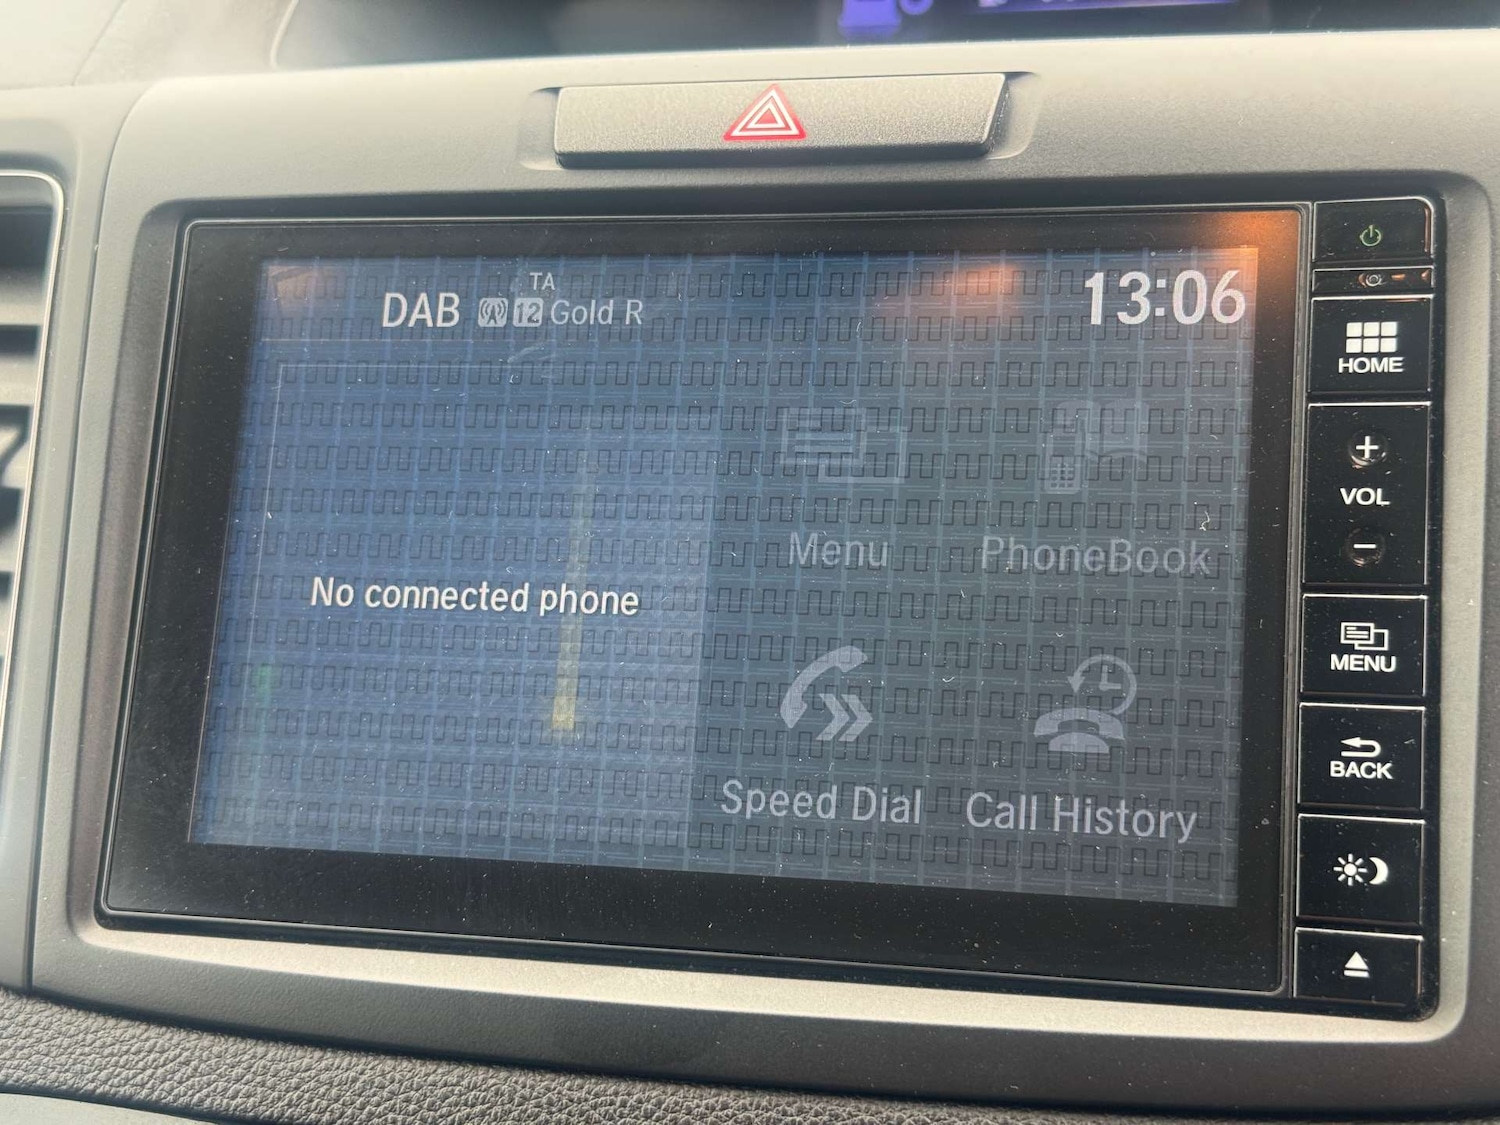 TA
DAB 12 Gold R
13:06
No connected phone
Menu
PhoneBook
Speed Dial
Call History
HOME
+
VOL
−
MENU
BACK